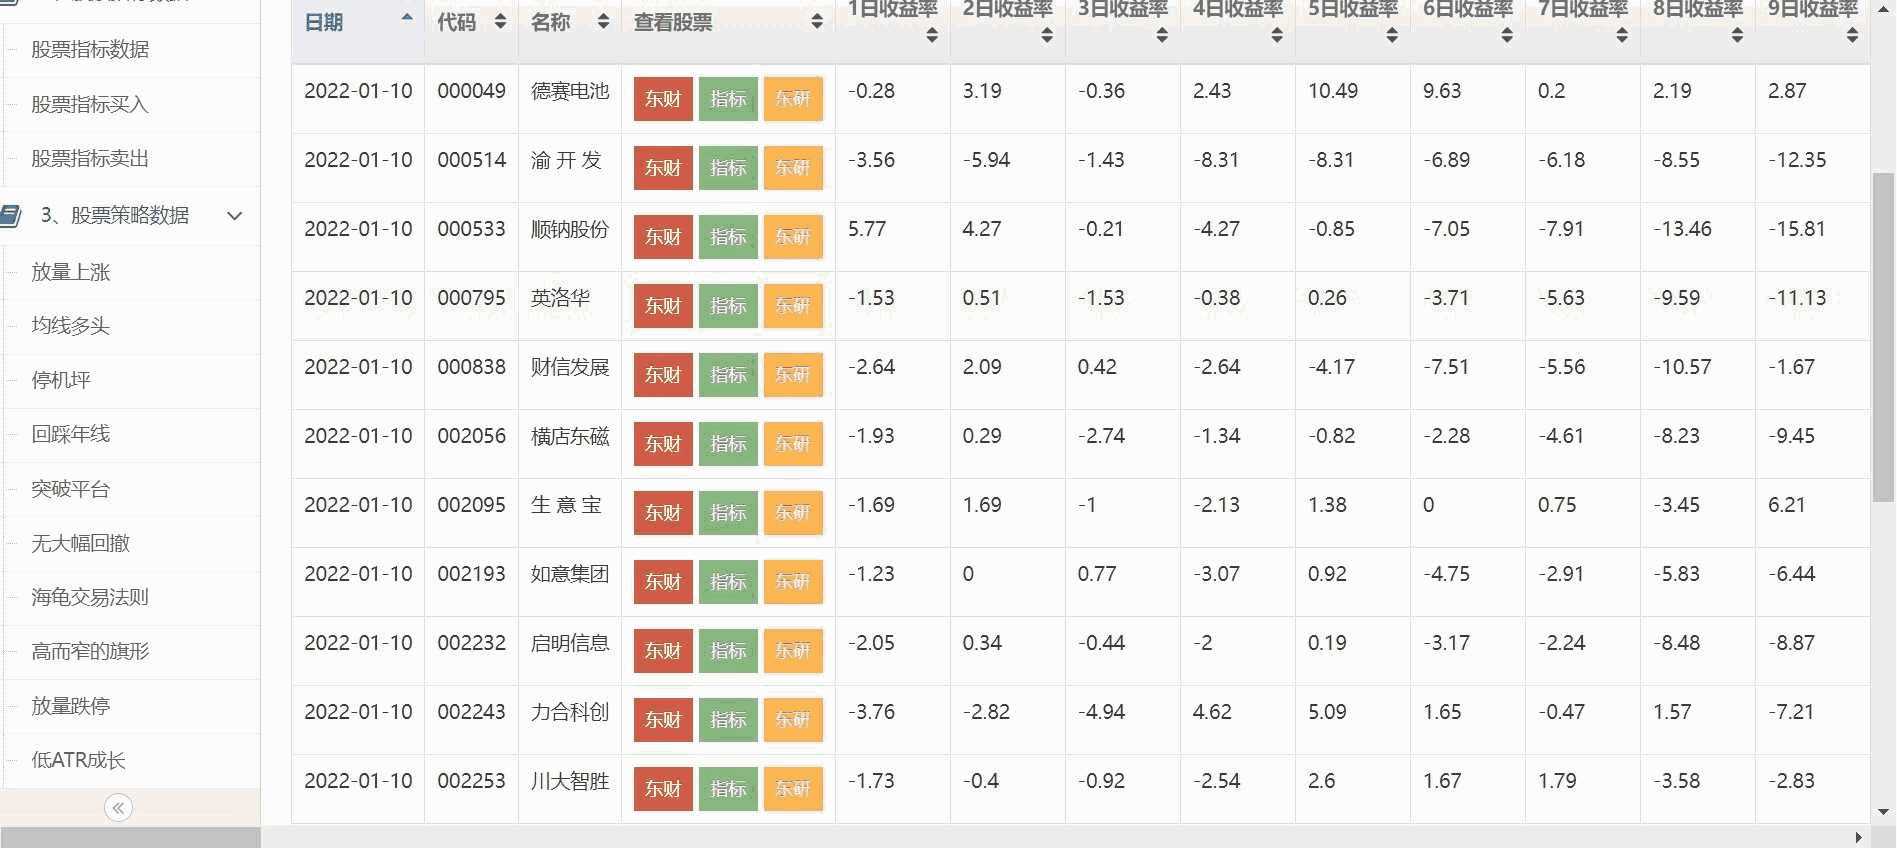 股票指标数据
股票指标买入
股票指标卖出
3、股票策略数据
放量上涨
均线多头
停机坪
回踩年线
突破平台
无大幅回撤
海龟交易法则
高而窄的旗形
放量跌停
低ATR成长
日期 代码 名称 查看股票 1日收益率 2日收益率 3日收益率 4日收益率 5日收益率 6日收益率 7日收益率 8日收益率 9日收益率
2022-01-10 000049 德赛电池 东财 指标 东研 -0.28 3.19 -0.36 2.43 10.49 9.63 0.2 2.19 2.87
2022-01-10 000514 渝 开 发 东财 指标 东研 -3.56 -5.94 -1.43 -8.31 -8.31 -6.89 -6.18 -8.55 -12.35
2022-01-10 000533 顺钠股份 东财 指标 东研 5.77 4.27 -0.21 -4.27 -0.85 -7.05 -7.91 -13.46 -15.81
2022-01-10 000795 英洛华 东财 指标 东研 -1.53 0.51 -1.53 -0.38 0.26 -3.71 -5.63 -9.59 -11.13
2022-01-10 000838 财信发展 东财 指标 东研 -2.64 2.09 0.42 -2.64 -4.17 -7.51 -5.56 -10.57 -1.67
2022-01-10 002056 横店东磁 东财 指标 东研 -1.93 0.29 -2.74 -1.34 -0.82 -2.28 -4.61 -8.23 -9.45
2022-01-10 002095 生 意 宝 东财 指标 东研 -1.69 1.69 -1 -2.13 1.38 0 0.75 -3.45 6.21
2022-01-10 002193 如意集团 东财 指标 东研 -1.23 0 0.77 -3.07 0.92 -4.75 -2.91 -5.83 -6.44
2022-01-10 002232 启明信息 东财 指标 东研 -2.05 0.34 -0.44 -2 0.19 -3.17 -2.24 -8.48 -8.87
2022-01-10 002243 力合科创 东财 指标 东研 -3.76 -2.82 -4.94 4.62 5.09 1.65 -0.47 1.57 -7.21
2022-01-10 002253 川大智胜 东财 指标 东研 -1.73 -0.4 -0.92 -2.54 2.6 1.67 1.79 -3.58 -2.83